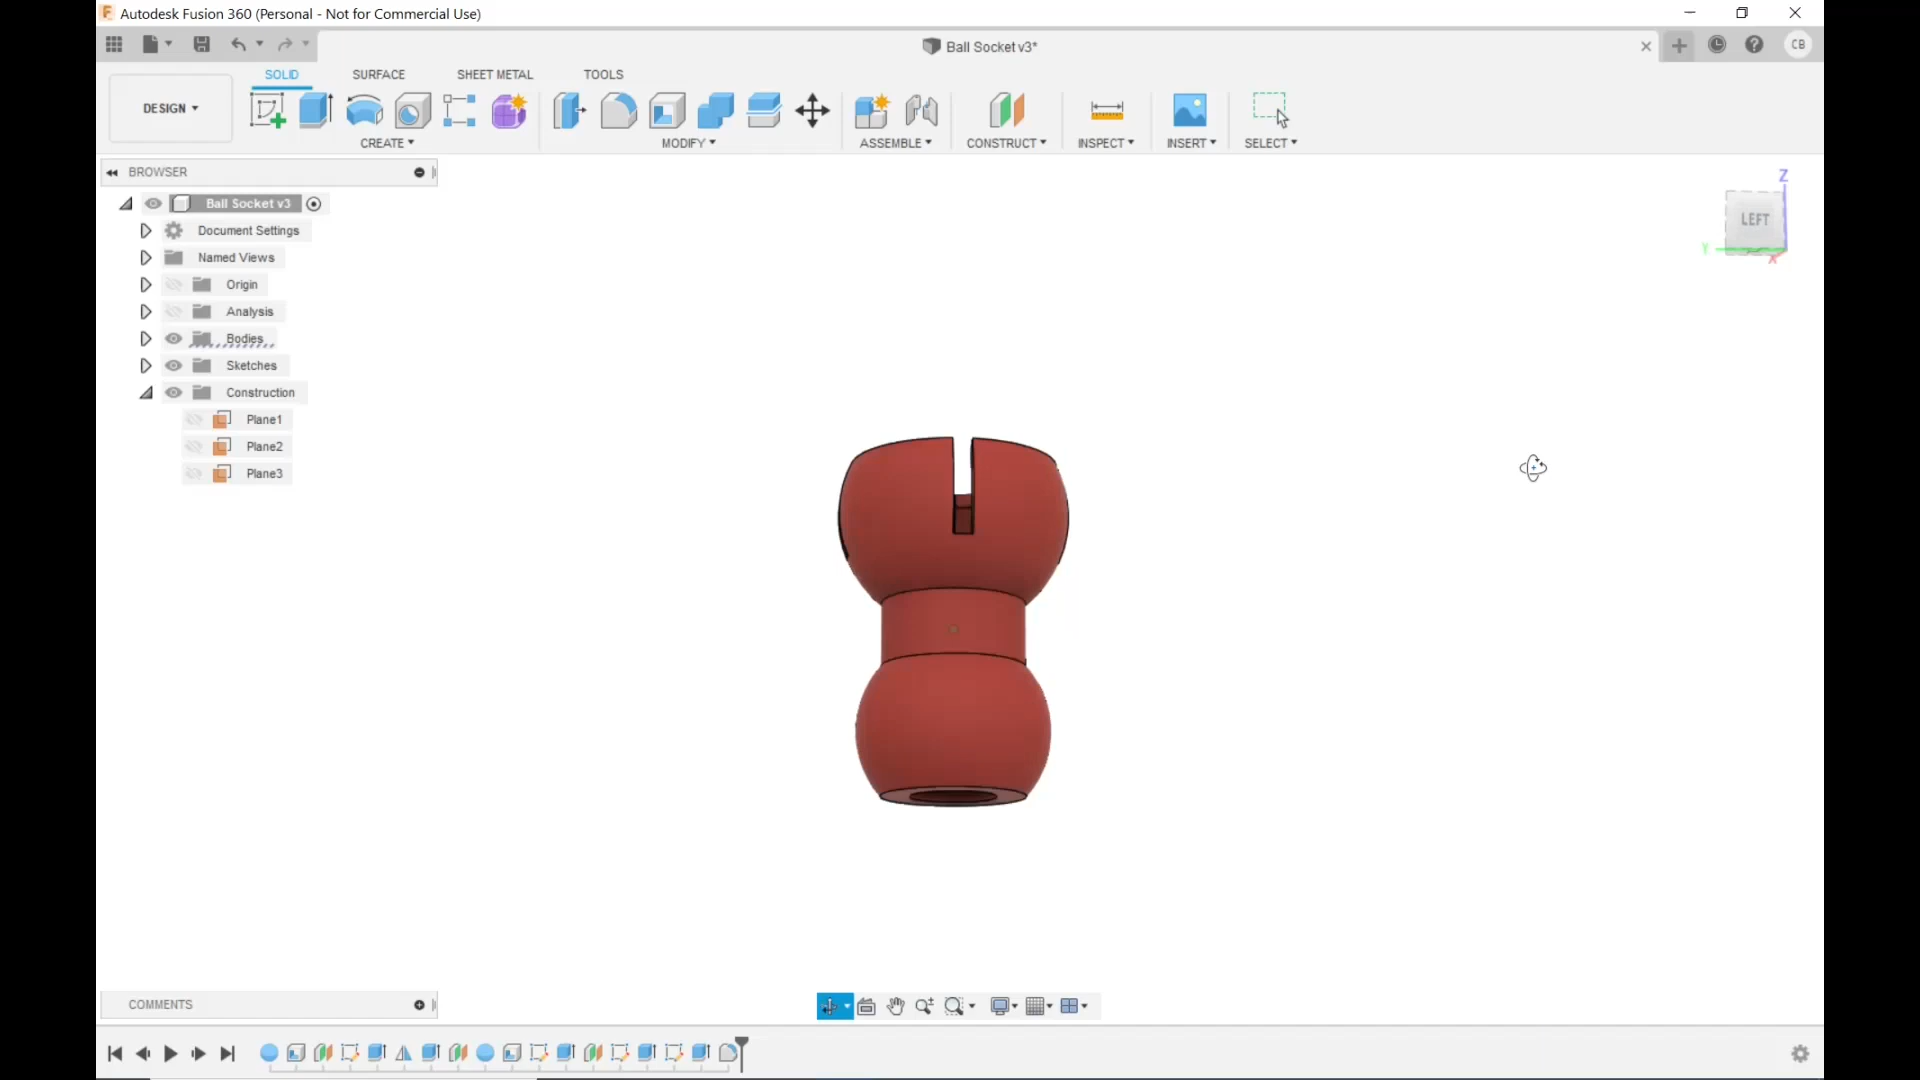 Autodesk Fusion 360 (Personal - Not for Commercial Use)
Ball Socket v3*
CB
DESIGN
SOLID
SURFACE
SHEET METAL
TOOLS
CREATE
MODIFY
ASSEMBLE
CONSTRUCT
INSPECT
INSERT
SELECT
BROWSER
Ball Socket v3
Document Settings
Named Views
Origin
Analysis
Bodies
Sketches
Construction
Plane1
Plane2
Plane3
Z
LEFT
Y
X
COMMENTS